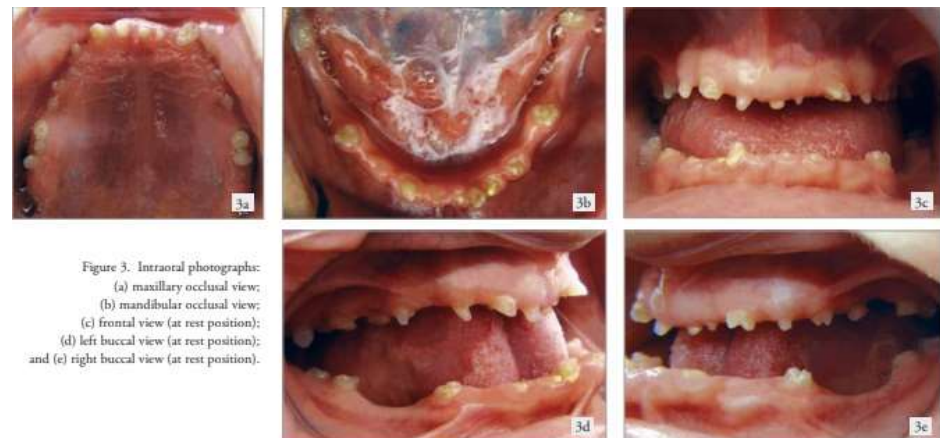 3a
3b
3c
Figure 3. Intraoral photographs:
(a) maxillary occlusal view;
(b) mandibular occlusal view;
(c) frontal view (at rest position);
(d) left buccal view (at rest position);
and (e) right buccal view (at rest position).
3d
3e